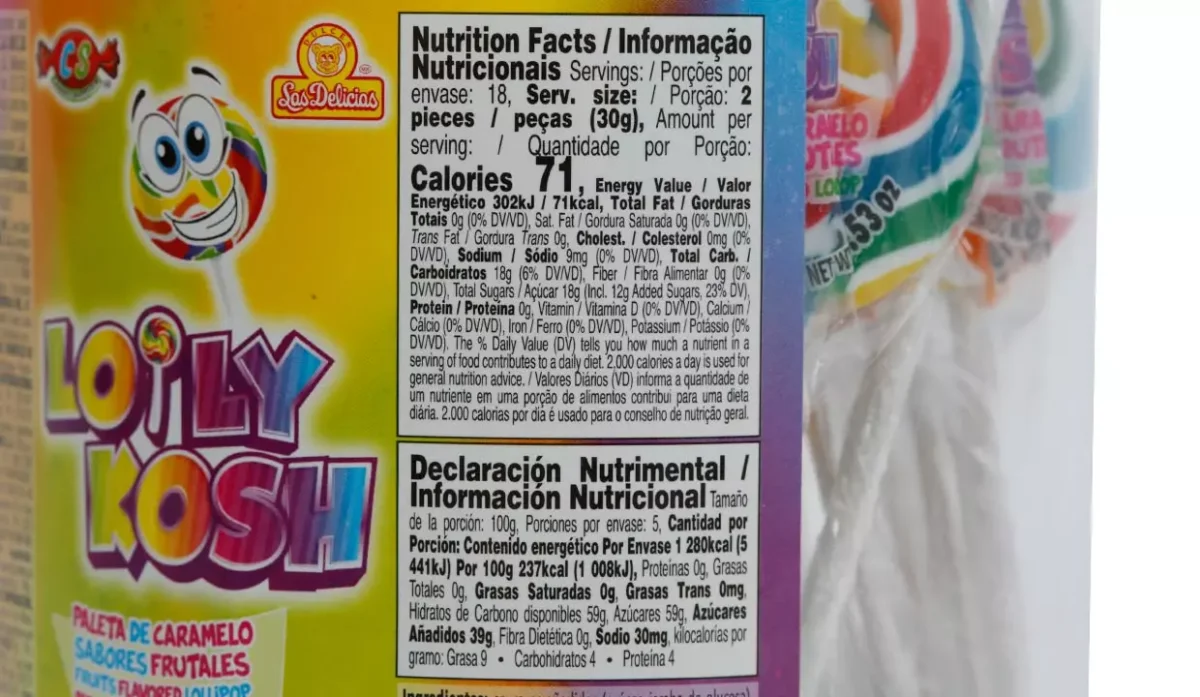 CS
DULCES
Las Delicias
LOLLY
KOSH
PALETA DE CARAMELO
SABORES FRUTALES
FRUITS FLAVORED LOLLIPOP
Nutrition Facts / Informação
Nutricionais Servings: / Porções por
envase: 18, Serv. size: / Porção: 2
pieces / peças (30g), Amount per
serving: / Quantidade por Porção:
Calories 71, Energy Value / Valor
Energético 302kJ / 71kcal, Total Fat / Gorduras
Totais 0g (0% DV/VD), Sat. Fat / Gordura Saturada 0g (0% DV/VD),
Trans Fat / Gordura Trans 0g, Cholest. / Colesterol 0mg (0%
DV/VD), Sodium / Sódio 9mg (0% DV/VD), Total Carb. /
Carboidratos 18g (6% DV/VD), Fiber / Fibra Alimentar 0g (0%
DV/VD), Total Sugars / Açúcar 18g (Incl. 12g Added Sugars, 23% DV),
Protein / Proteína 0g, Vitamin / Vitamina D (0% DV/VD), Calcium /
Cálcio (0% DV/VD), Iron / Ferro (0% DV/VD), Potassium / Potássio (0%
DV/VD). The % Daily Value (DV) tells you how much a nutrient in a
serving of food contributes to a daily diet. 2,000 calories a day is used for
general nutrition advice. / Valores Diários (VD) informa a quantidade de
um nutriente em uma porção de alimentos contribui para uma dieta
diária. 2.000 calorias por dia é usado para o conselho de nutrição geral.
Declaración Nutrimental /
Información Nutricional Tamaño
de la porción: 100g, Porciones por envase: 5, Cantidad por
Porción: Contenido energético Por Envase 1 280kcal (5
441kJ) Por 100g 237kcal (1 008kJ), Proteínas 0g, Grasas
Totales 0g, Grasas Saturadas 0g, Grasas Trans 0mg,
Hidratos de Carbono disponibles 59g, Azúcares 59g, Azúcares
Añadidos 39g, Fibra Dietética 0g, Sodio 30mg, kilocalorías por
gramo: Grasa 9 • Carbohidratos 4 • Proteína 4
NET W .53 oz